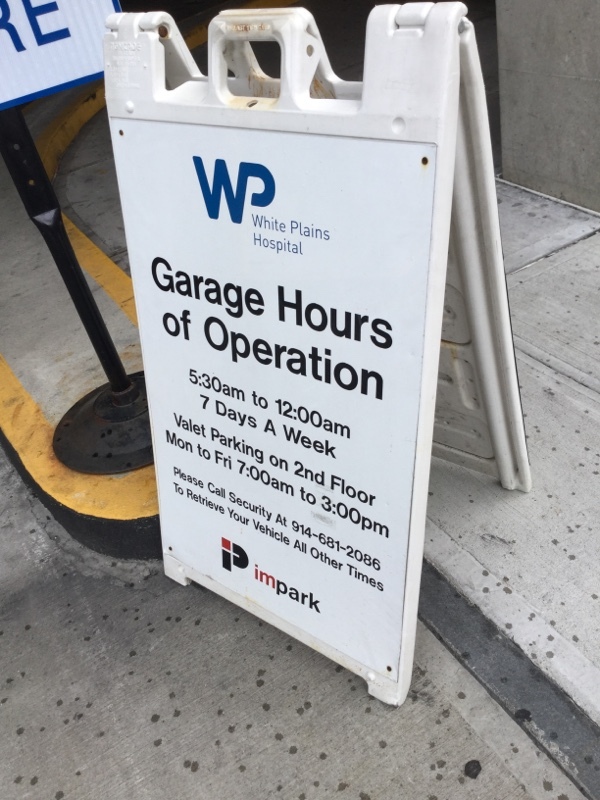 RE
WP
White Plains
Hospital
Garage Hours
of Operation
5:30am to 12:00am
7 Days A Week
Valet Parking on 2nd Floor
Mon to Fri 7:00am to 3:00pm
Please Call Security At 914-681-2086
To Retrieve Your Vehicle All Other Times
iP impark